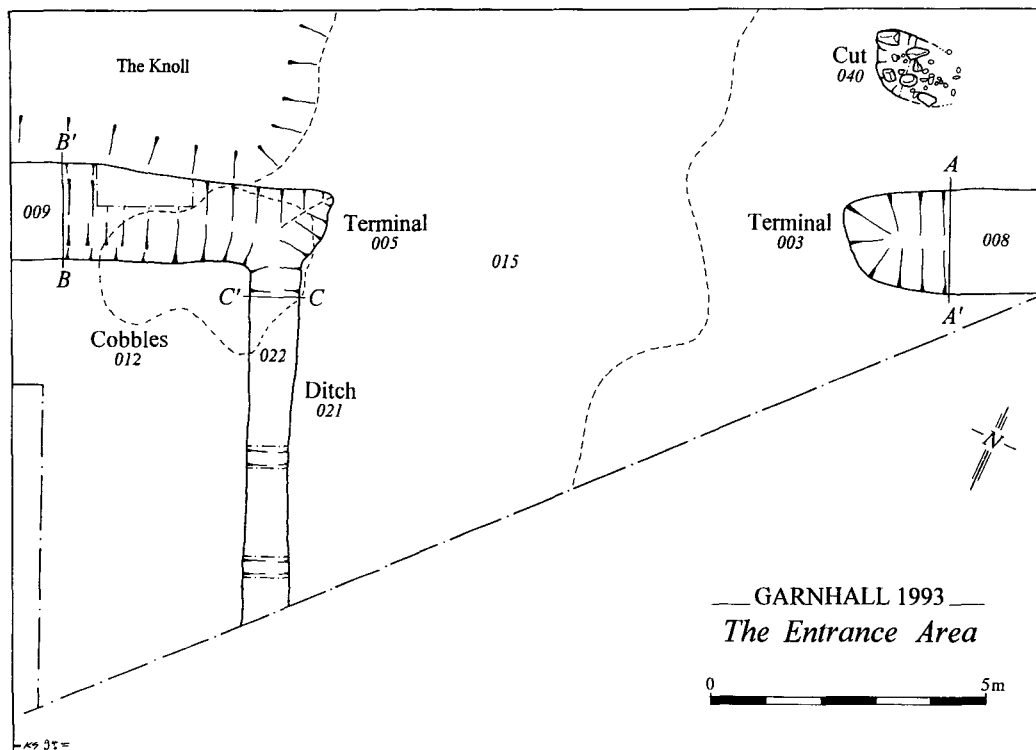 The Knoll
Cut
040
B'
A
009
Terminal
005
015
Terminal
003
008
B
C'
C
A'
Cobbles
012
022
Ditch
021
N
GARNHALL 1993
The Entrance Area
0
5m